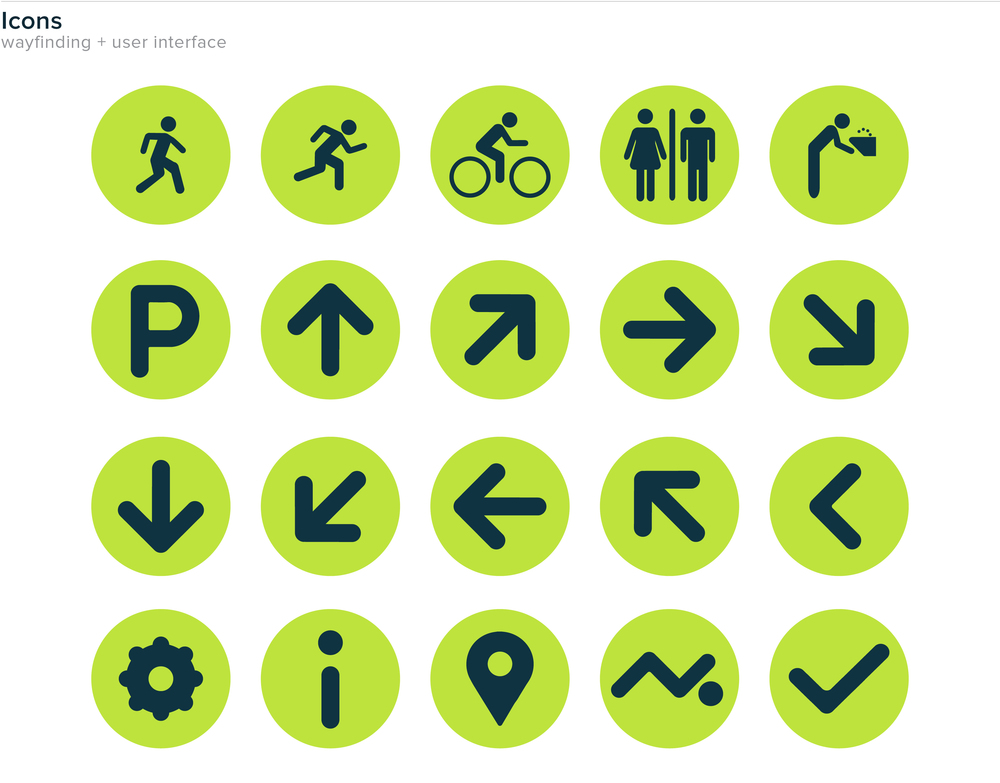 Icons
wayfinding + user interface
P
i